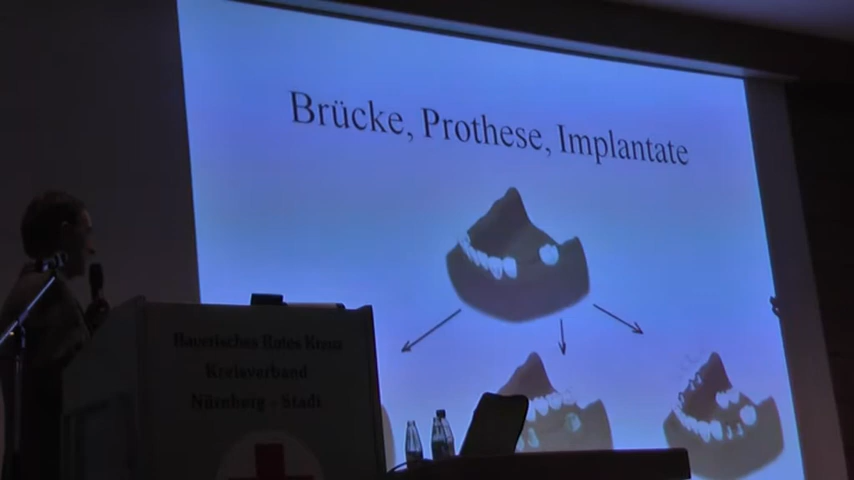 Brücke, Prothese, Implantate
Bayerisches Rotes Kreuz
Kreisverband
Nürnberg - Stadt